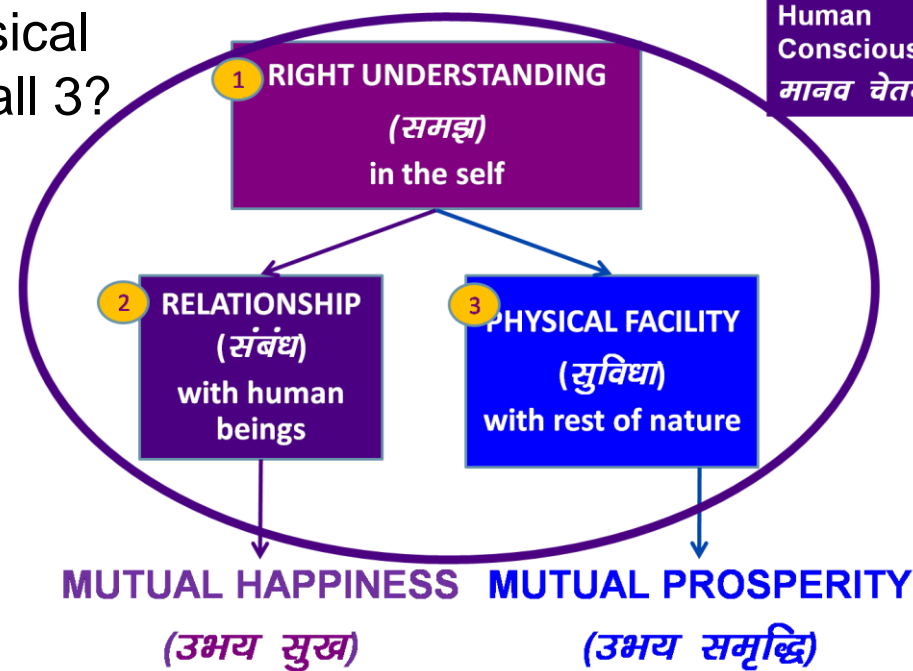 sical
all 3?
Human
Conscious
मानव
1 RIGHT UNDERSTANDING
(समझ)
in the self
2 RELATIONSHIP
(संबंध)
with human
beings
3 PHYSICAL FACILITY
(सुविधा)
with rest of nature
MUTUAL HAPPINESS
(उभय सुख)
MUTUAL PROSPERITY
(उभय समृद्धि)